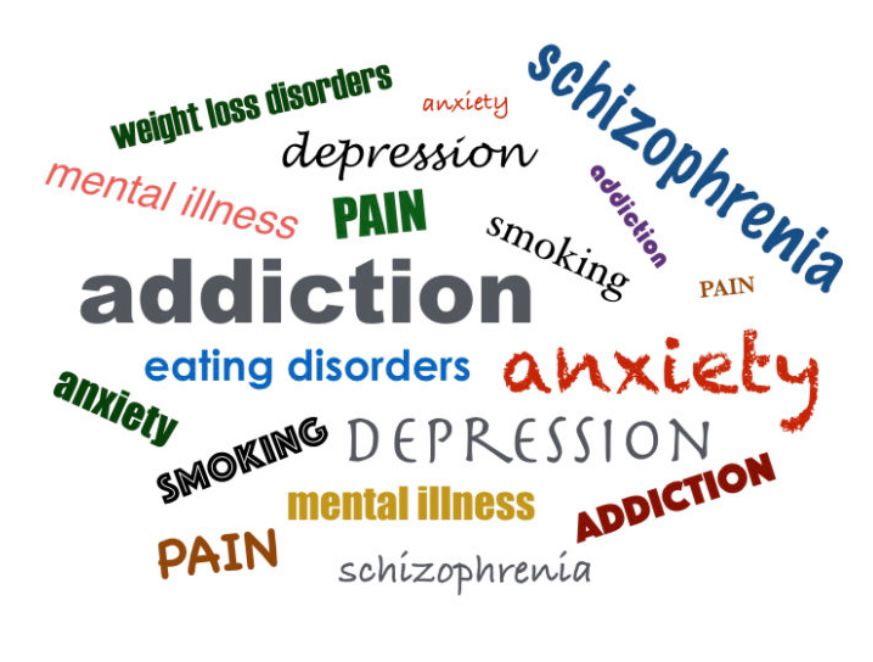 schizophrenia
weight loss disorders
anxiety
depression
mental illness
addiction
PAIN
smoking
addiction
PAIN
eating disorders
anxiety
anxiety
SMOKING
DEPRESSION
mental illness
ADDICTION
PAIN
schizophrenia